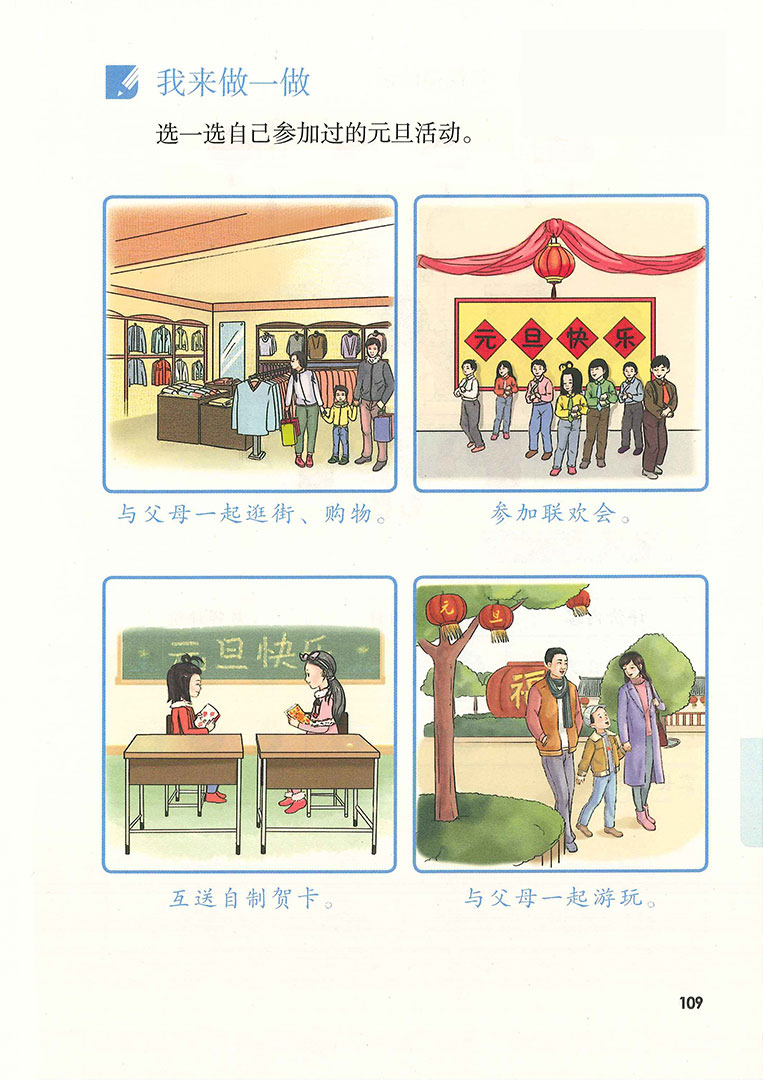 我来做一做
选一选自己参加过的元旦活动。
元旦快乐
与父母一起逛街、购物。
参加联欢会。
元旦快乐
元
旦
福
互送自制贺卡。
与父母一起游玩。
109